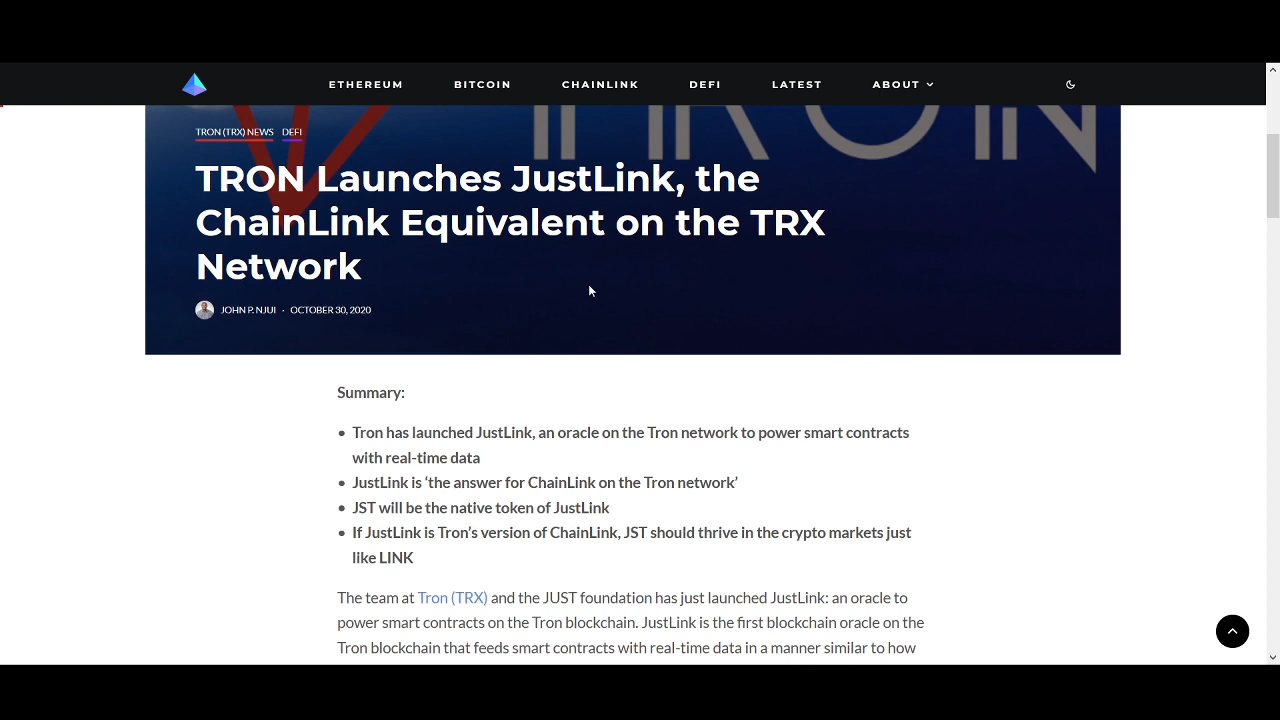 ETHEREUM BITCOIN CHAINLINK DEFI LATEST ABOUT
TRON
TRON (TRX) NEWS DEFI
TRON Launches JustLink, the
ChainLink Equivalent on the TRX
Network
JOHN P. NJUI · OCTOBER 30, 2020
Summary:
• Tron has launched JustLink, an oracle on the Tron network to power smart contracts
with real-time data
• JustLink is ‘the answer for ChainLink on the Tron network’
• JST will be the native token of JustLink
• If JustLink is Tron’s version of ChainLink, JST should thrive in the crypto markets just
like LINK
The team at Tron (TRX) and the JUST foundation has just launched JustLink: an oracle to
power smart contracts on the Tron blockchain. JustLink is the first blockchain oracle on the
Tron blockchain that feeds smart contracts with real-time data in a manner similar to how